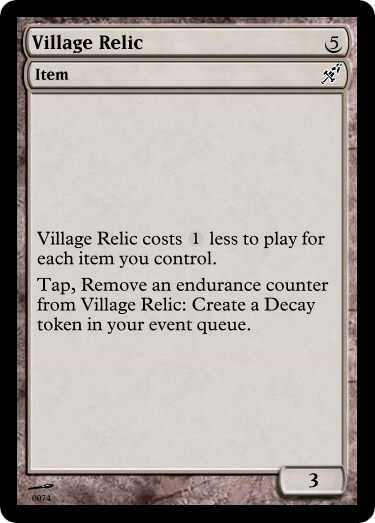 Village Relic 5
Item
Village Relic costs 1 less to play for
each item you control.
Tap, Remove an endurance counter
from Village Relic: Create a Decay
token in your event queue.
3
0074